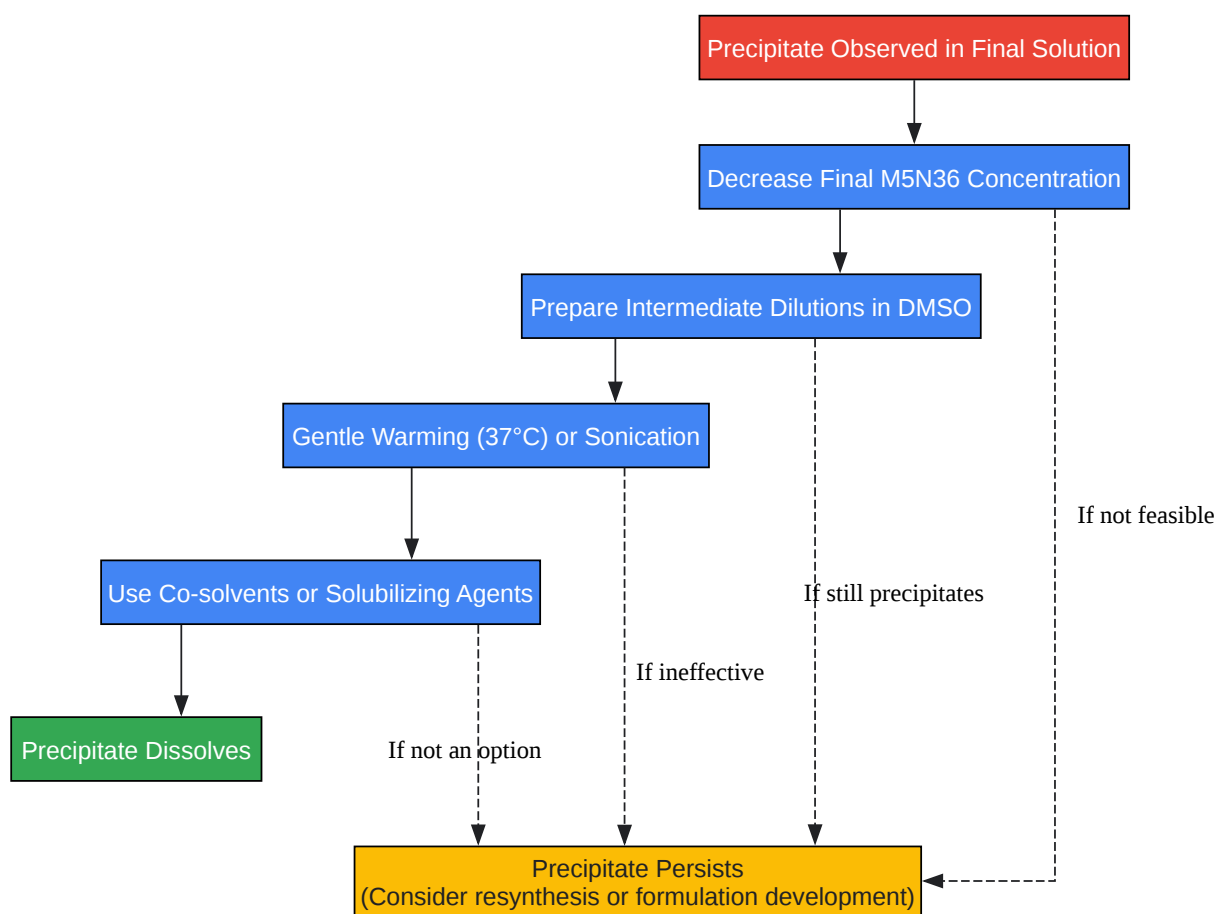 Precipitate Observed in Final Solution
Decrease Final M5N36 Concentration
Prepare Intermediate Dilutions in DMSO
Gentle Warming (37°C) or Sonication
If not feasible
Use Co-solvents or Solubilizing Agents
If still precipitates
If ineffective
Precipitate Dissolves
If not an option
Precipitate Persists
(Consider resynthesis or formulation development)